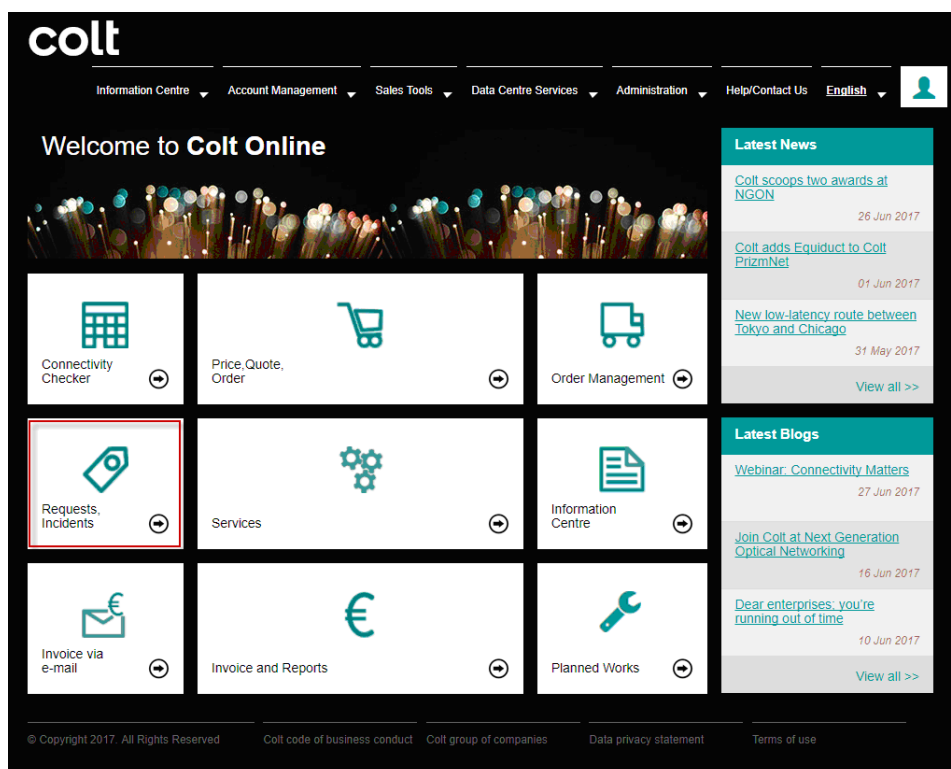 colt
Information Centre
Account Management
Sales Tools
Data Centre Services
Administration
Help/Contact Us
English
Welcome to Colt Online
Connectivity
Checker
Price,Quote,
Order
Order Management
Requests,
Incidents
Services
Information
Centre
Invoice via
e-mail
€
Invoice and Reports
€
Planned Works
Latest News
Colt scoops two awards at
NGON
26 Jun 2017
Colt adds Equiduct to Colt
PrizmNet
01 Jun 2017
New low-latency route between
Tokyo and Chicago
31 May 2017
View all >>
Latest Blogs
Webinar: Connectivity Matters
27 Jun 2017
Join Colt at Next Generation
Optical Networking
16 Jun 2017
Dear enterprises: you're
running out of time
10 Jun 2017
View all >>
© Copyright 2017. All Rights Reserved
Colt code of business conduct
Colt group of companies
Data privacy statement
Terms of use